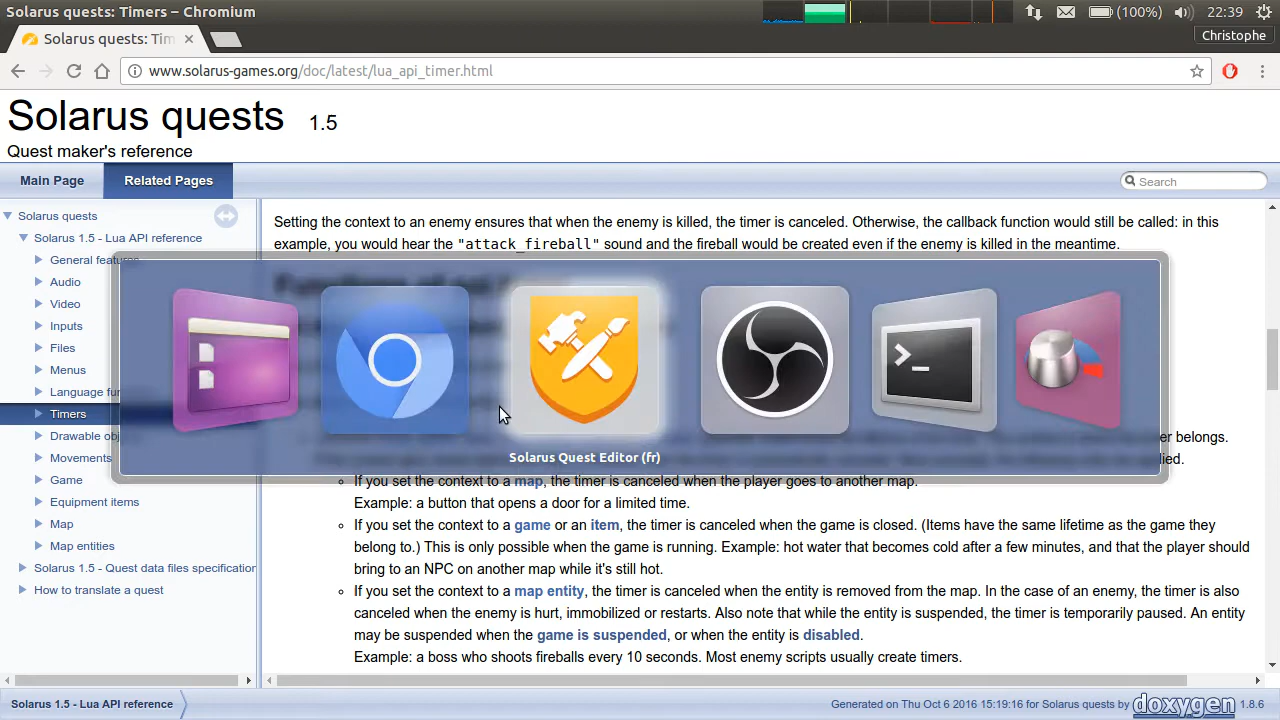 Solarus quests: Timers – Chromium
(100%)
22:39
Solarus quests: Tim
Christophe
www.solarus-games.org/doc/latest/lua_api_timer.html
Solarus quests 1.5
Quest maker's reference
Main Page
Related Pages
Search
Solarus quests
Solarus 1.5 - Lua API reference
General features
Audio
Video
Inputs
Files
Menus
Language fun
Timers
Drawable obj
Movements
Game
Equipment items
Map
Map entities
Solarus 1.5 - Quest data files specification
How to translate a quest
Setting the context to an enemy ensures that when the enemy is killed, the timer is canceled. Otherwise, the callback function would still be called: in this
example, you would hear the "attack_fireball" sound and the fireball would be created even if the enemy is killed in the meantime.
Solarus Quest Editor (fr)
belongs.
If you set the context to a map, the timer is canceled when the player goes to another map.
Example: a button that opens a door for a limited time.
If you set the context to a game or an item, the timer is canceled when the game is closed. (Items have the same lifetime as the game they
belong to.) This is only possible when the game is running. Example: hot water that becomes cold after a few minutes, and that the player should
bring to an NPC on another map while it's still hot.
If you set the context to a map entity, the timer is canceled when the entity is removed from the map. In the case of an enemy, the timer is also
canceled when the enemy is hurt, immobilized or restarts. Also note that while the entity is suspended, the timer is temporarily paused. An entity
may be suspended when the game is suspended, or when the entity is disabled.
Example: a boss who shoots fireballs every 10 seconds. Most enemy scripts usually create timers.
Solarus 1.5 - Lua API reference
Generated on Thu Oct 6 2016 15:19:16 for Solarus quests by doxygen 1.8.6